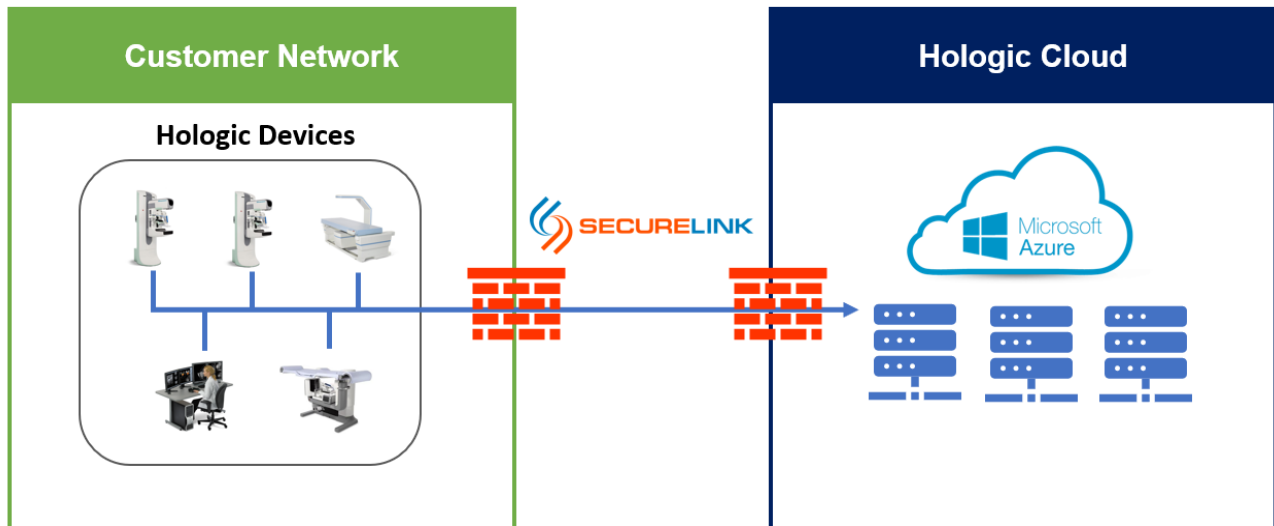 Customer Network
Hologic Cloud
Hologic Devices
SECURELINK
Microsoft
Azure